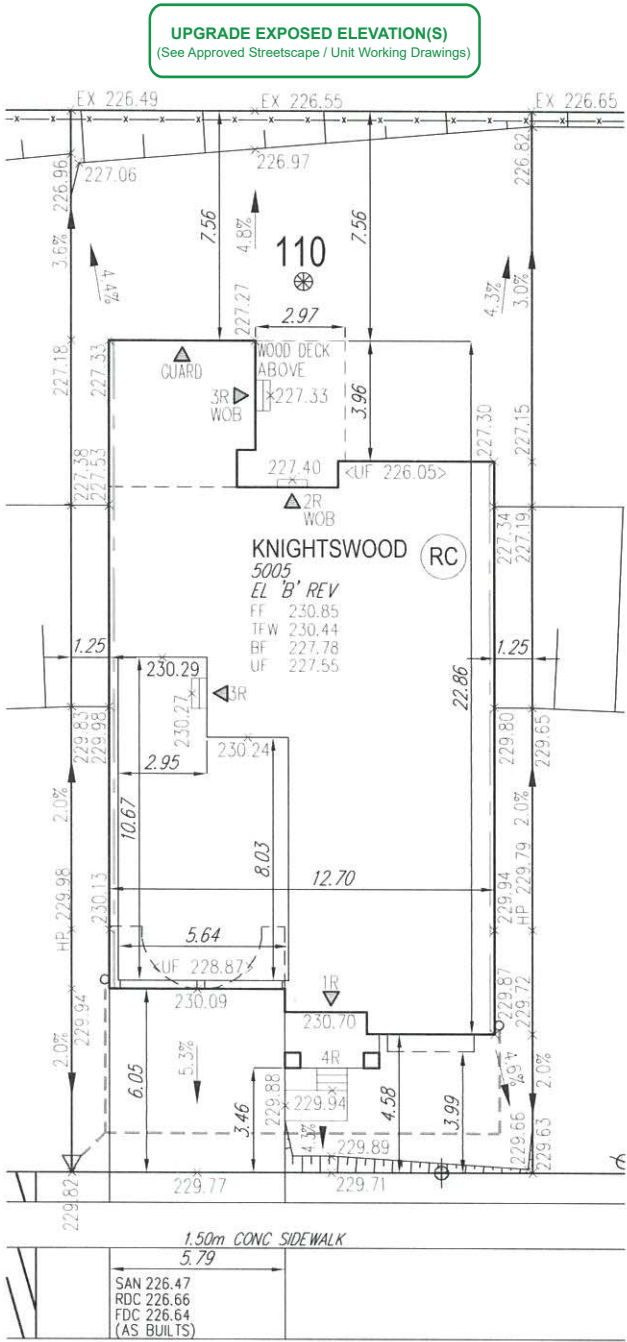 UPGRADE EXPOSED ELEVATION(S)
(See Approved Streetscape / Unit Working Drawings)
EX 226.49
EX 226.55
EX 226.65
226.96
227.06
226.97
226.82
3.6%
4.4%
7.56
4.8%
7.56
110
4.3%
3.0%
227.27
2.97
227.18
227.33
GUARD
WOOD DECK
ABOVE
3R
WOB
227.33
3.96
227.30
227.15
227.38
227.53
227.40
<UF 226.05>
2R
WOB
227.34
227.19
KNIGHTSWOOD
RC
5005
EL 'B' REV
FF 230.85
TFW 230.44
BF 227.78
UF 227.55
1.25
1.25
230.29
230.27
3R
22.86
229.83
229.98
230.24
229.80
229.65
2.95
2.0%
10.67
8.03
2.0%
12.70
HP 229.98
230.13
229.94
HP 229.79
5.64
<UF 228.87>
230.09
1R
230.70
229.87
229.72
229.94
2.0%
6.05
5.3%
3.46
229.88
4R
229.94
4.58
3.99
4.9%
2.0%
4.3%
229.89
229.66
229.63
229.82
229.77
229.71
1.50m CONC SIDEWALK
5.79
SAN 226.47
RDC 226.66
FDC 226.64
(AS BUILTS)